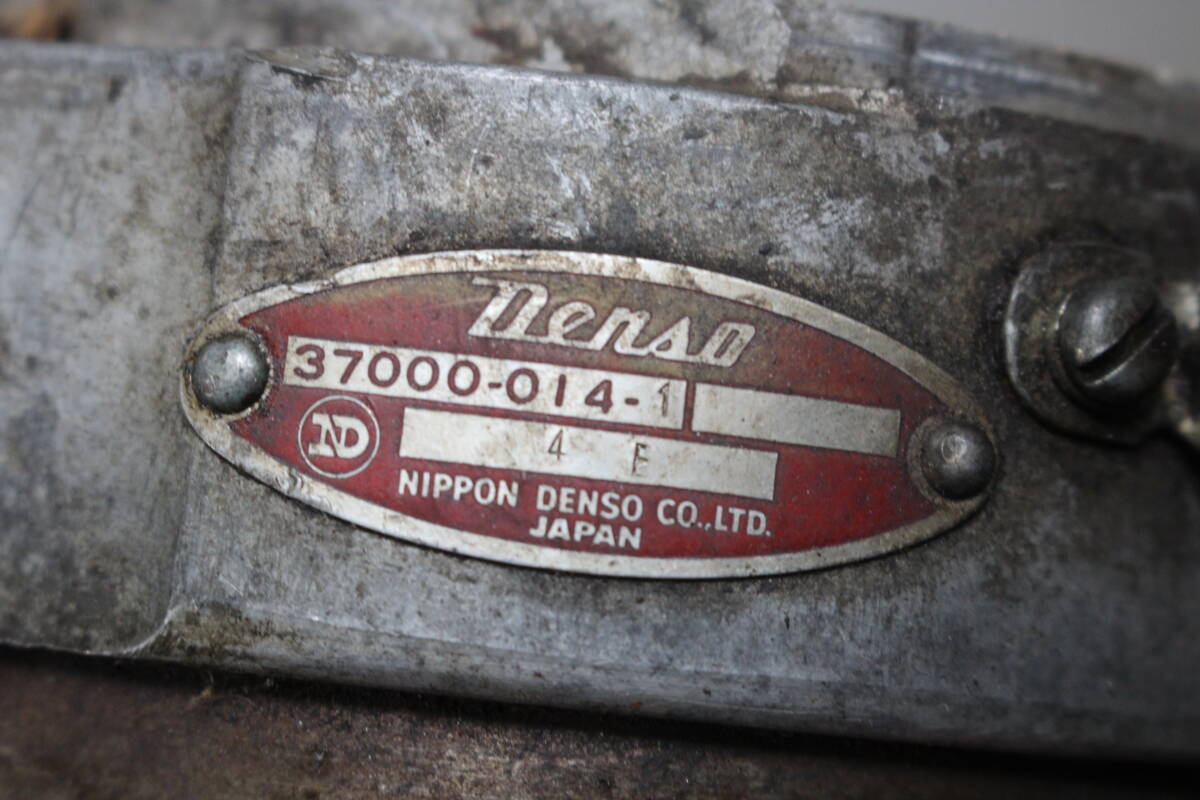 Denso
37000-014-1
ND
4 E
NIPPON DENSO CO.,LTD.
JAPAN